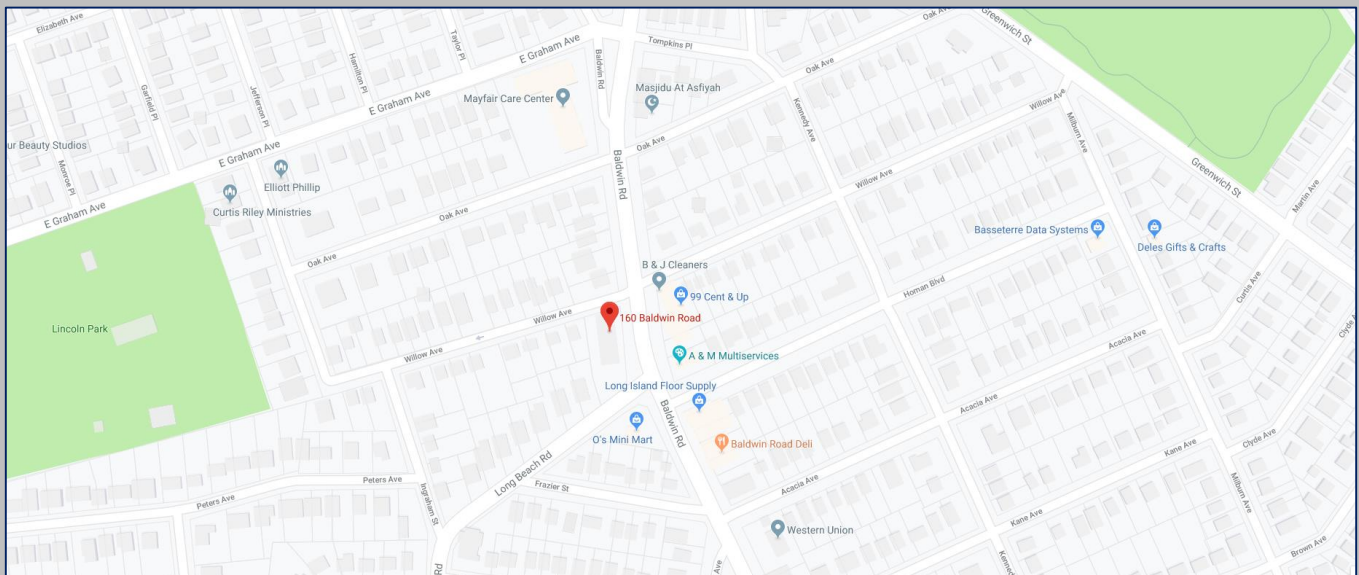 Elizabeth Ave
Garfield Pl
Jefferson Pl
Hamilton Pl
Taylor Pl
E Graham Ave
Baldwin Rd
Tompkins Pl
Oak Ave
Oak Ave
Greenwich St
Mayfair Care Center
Masjidu At Asfiyah
E Graham Ave
Kennedy Ave
Willow Ave
Milburn Ave
ur Beauty Studios
Monroe Pl
E Graham Ave
Elliott Phillip
Oak Ave
Baldwin Rd
Willow Ave
Greenwich St
Martin Ave
E Graham Ave
Curtis Riley Ministries
Oak Ave
Basseterre Data Systems
Deles Gifts & Crafts
Oak Ave
B & J Cleaners
99 Cent & Up
Homan Blvd
Curtis Ave
Lincoln Park
Willow Ave
160 Baldwin Road
Clyde A
Willow Ave
A & M Multiservices
Acacia Ave
Long Island Floor Supply
Baldwin Rd
Acacia Ave
O's Mini Mart
Baldwin Road Deli
Kane Ave
Clyde Ave
Long Beach Rd
Peters Ave
Frazier St
Acacia Ave
Peters Ave
Ingraham St
Milburn Ave
Western Union
Kane Ave
Brown Ave
Rd
Ave
Kenned